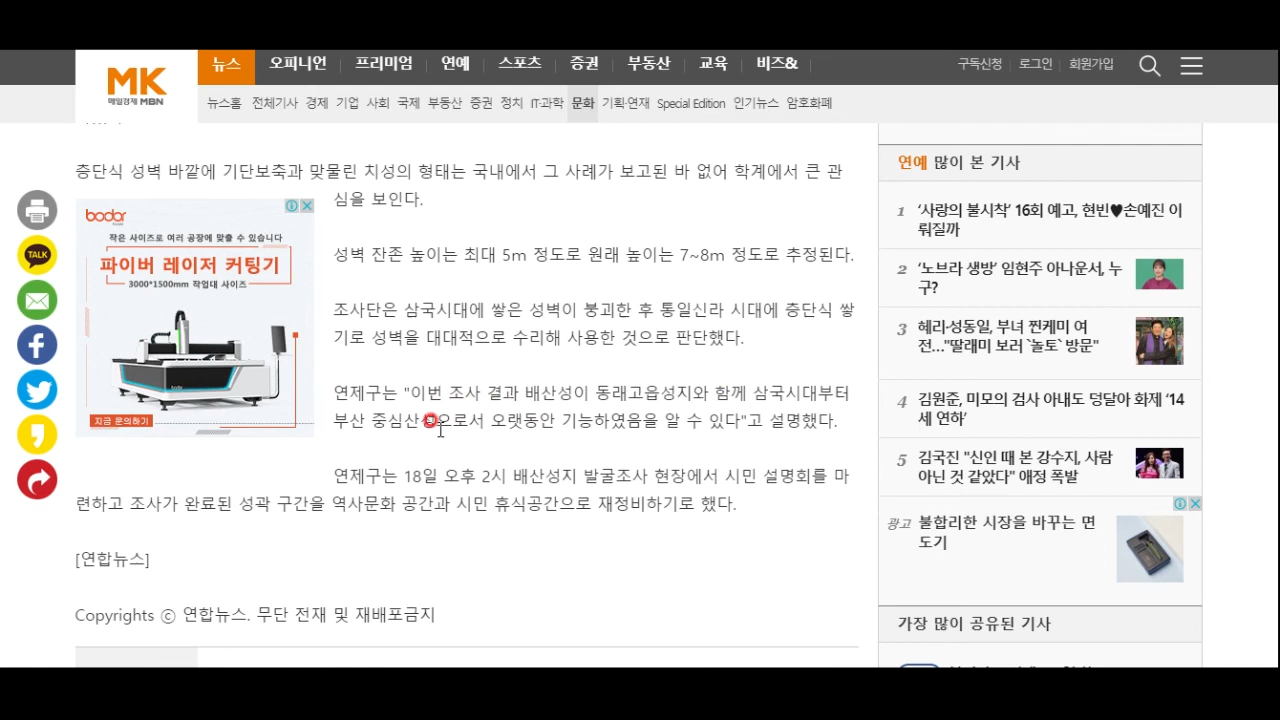 MK
매일경제 MBN
뉴스 오피니언 프리미엄 연예 스포츠 증권 부동산 교육 비즈&
구독신청 로그인 회원가입
뉴스홈 전체기사 경제 기업 사회 국제 부동산 증권 정치 IT·과학 문화 기획·연재 Special Edition 인기뉴스 암호화폐
층단식 성벽 바깥에 기단보축과 맞물린 치성의 형태는 국내에서 그 사례가 보고된 바 없어 학계에서 큰 관
심을 보인다.
성벽 잔존 높이는 최대 5m 정도로 원래 높이는 7~8m 정도로 추정된다.
조사단은 삼국시대에 쌓은 성벽이 붕괴한 후 통일신라 시대에 층단식 쌓
기로 성벽을 대대적으로 수리해 사용한 것으로 판단했다.
연제구는 "이번 조사 결과 배산성이 동래고읍성지와 함께 삼국시대부터
부산 중심산 으로서 오랫동안 기능하였음을 알 수 있다"고 설명했다.
연제구는 18일 오후 2시 배산성지 발굴조사 현장에서 시민 설명회를 마
련하고 조사가 완료된 성곽 구간을 역사문화 공간과 시민 휴식공간으로 재정비하기로 했다.
[연합뉴스]
Copyrights ⓒ 연합뉴스. 무단 전재 및 재배포금지
TALK
bodor
작은 사이즈로 여러 공장에 맞출 수 있습니다
파이버 레이저 커팅기
3000*1500mm 작업대 사이즈
bodor
지금 문의하기
연예 많이 본 기사
1 ‘사랑의 불시착’ 16회 예고, 현빈♥손예진 이
뤄질까
2 ‘노브라 생방’ 임현주 아나운서, 누
구?
3 혜리·성동일, 부녀 찐케미 여
전…"딸래미 보러 `놀토` 방문"
4 김원준, 미모의 검사 아내도 덩달아 화제 ‘14
세 연하’
5 김국진 "신인 때 본 강수지, 사람
아닌 것 같았다" 애정 폭발
광고 불합리한 시장을 바꾸는 면
도기
가장 많이 공유된 기사